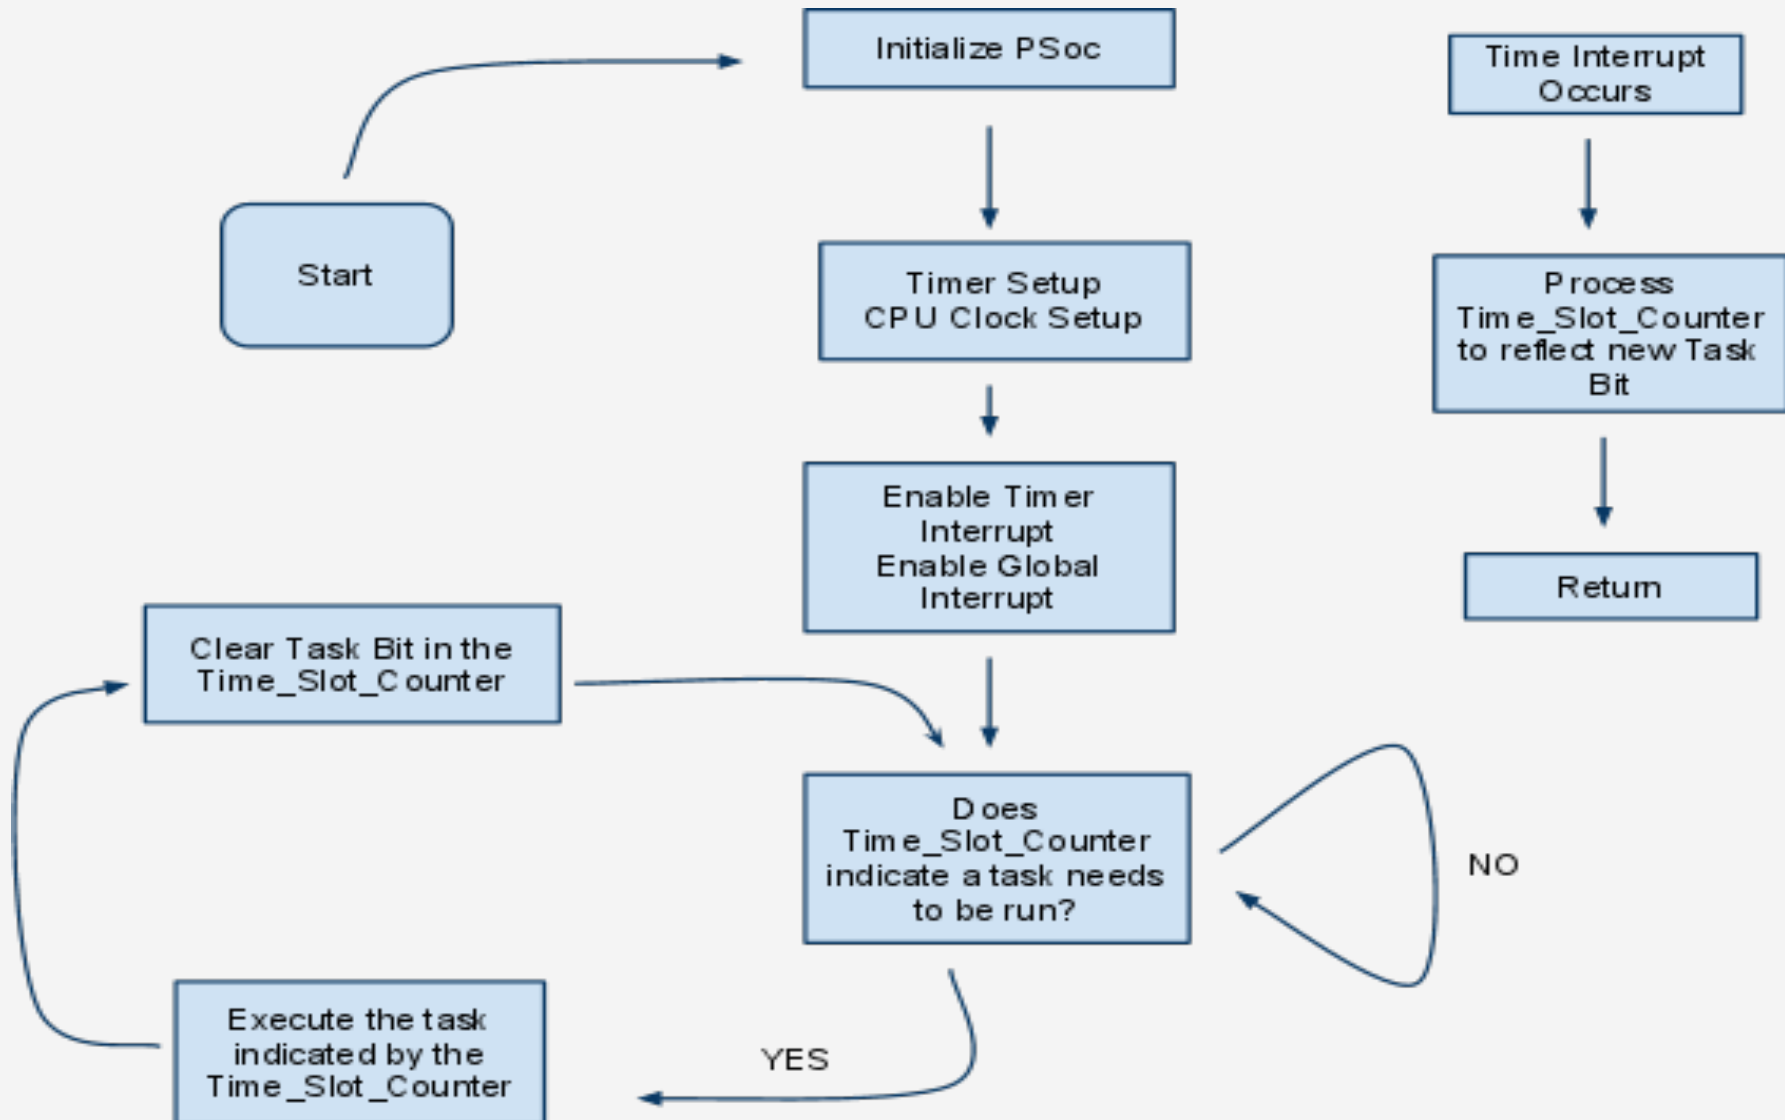 Initialize PSoc
Time Interrupt
Occurs
Start
Timer Setup
CPU Clock Setup
Process
Time_Slot_Counter
to reflect new Task
Bit
Enable Timer
Interrupt
Enable Global
Interrupt
Return
Clear Task Bit in the
Time_Slot_Counter
Does
Time_Slot_Counter
indicate a task needs
to be run?
NO
YES
Execute the task
indicated by the
Time_Slot_Counter